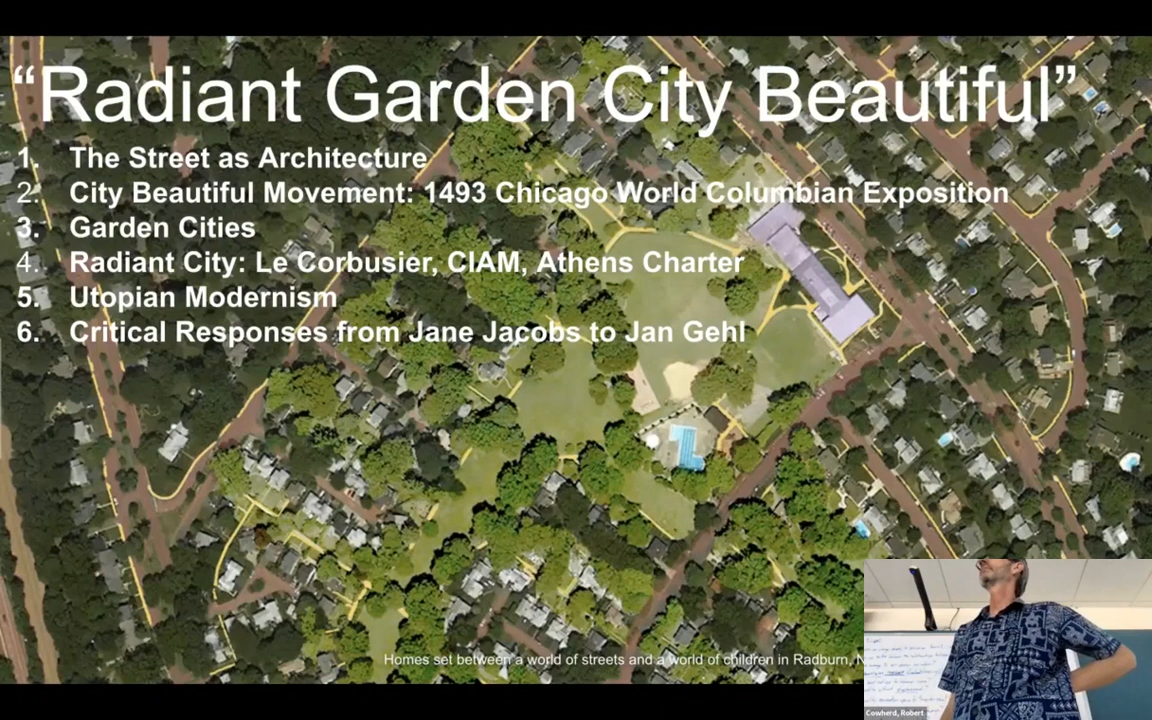 “Radiant Garden City Beautiful”
1. The Street as Architecture
2. City Beautiful Movement: 1493 Chicago World Columbian Exposition
3. Garden Cities
4. Radiant City: Le Corbusier, CIAM, Athens Charter
5. Utopian Modernism
6. Critical Responses from Jane Jacobs to Jan Gehl
Homes set between a world of streets and a world of children in Radburn, N
Cowherd, Robert